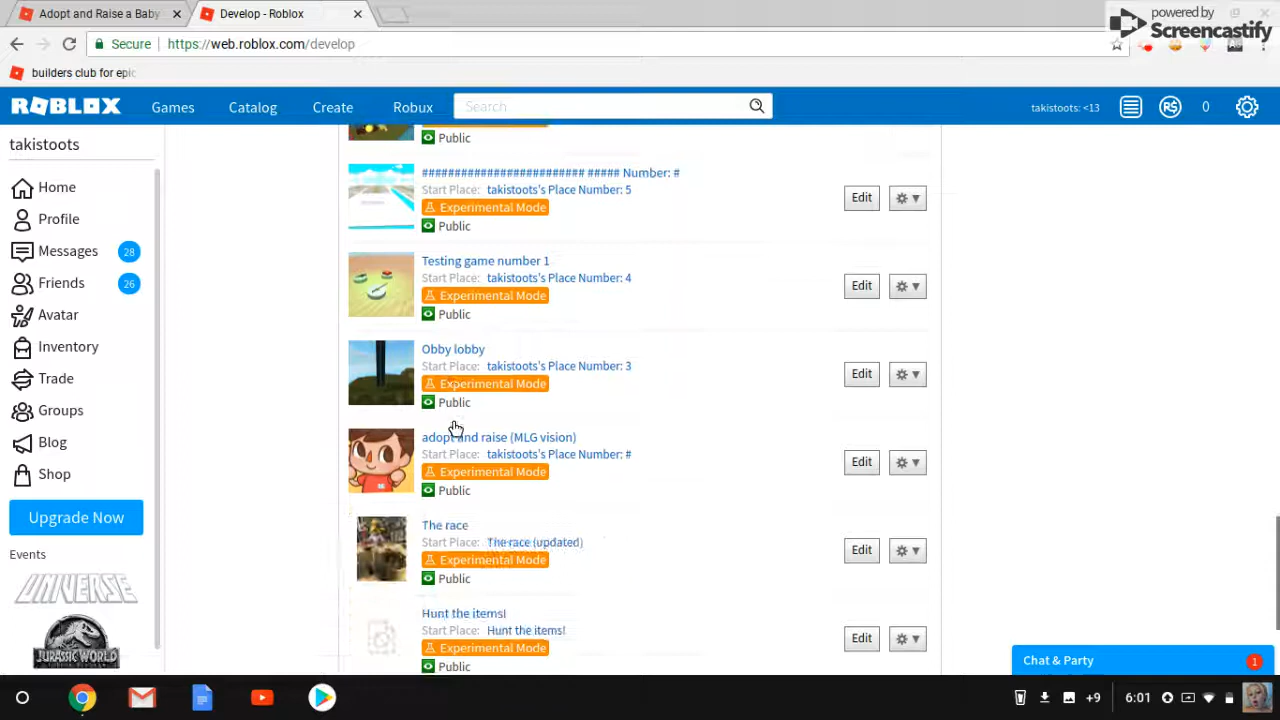 Adopt and Raise a Baby
Develop - Roblox
powered by
Screencastify
Secure
https://web.roblox.com/develop
builders club for epic
ROBLOX
Games
Catalog
Create
Robux
Search
takistoots: <13
R$
0
takistoots
Home
Profile
Messages
28
Friends
26
Avatar
Inventory
Trade
Groups
Blog
Shop
Upgrade Now
Events
UNIVERSE
JURASSIC WORLD
Public
######################### ##### Number: #
Start Place: takistoots's Place Number: 5
Experimental Mode
Public
Edit
Testing game number 1
Start Place: takistoots's Place Number: 4
Experimental Mode
Public
Edit
Obby lobby
Start Place: takistoots's Place Number: 3
Experimental Mode
Public
Edit
adopt and raise (MLG vision)
Start Place: takistoots's Place Number: #
Experimental Mode
Public
Edit
The race
Start Place: The race (updated)
Experimental Mode
Public
Edit
Hunt the items!
Start Place: Hunt the items!
Experimental Mode
Public
Edit
Chat & Party
1
+9
6:01